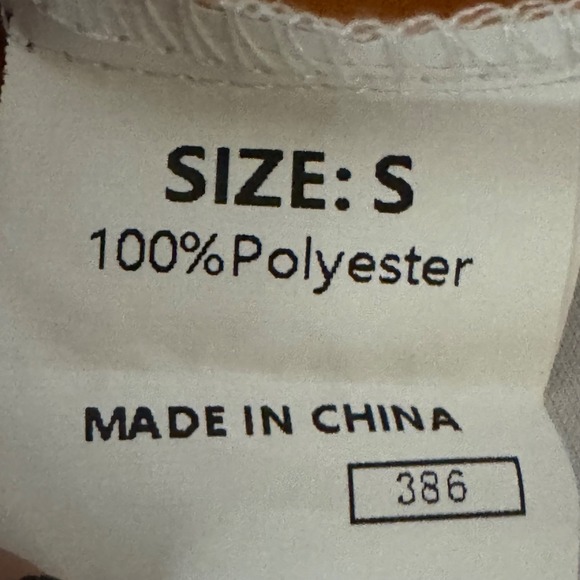 SIZE: S
100%Polyester
MADE IN CHINA
386